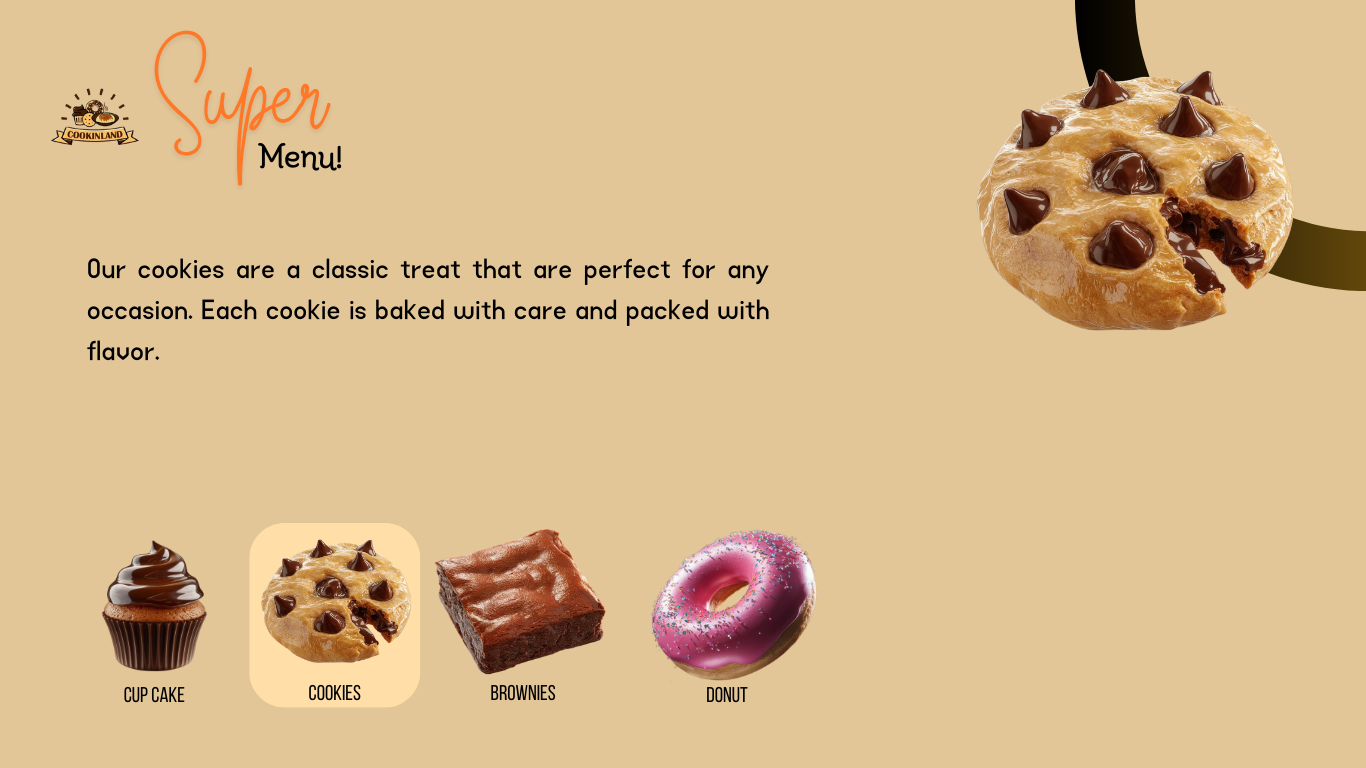 COOKINLAND
Super
Menu!
Our cookies are a classic treat that are perfect for any
occasion. Each cookie is baked with care and packed with
flavor.
CUP CAKE
COOKIES
BROWNIES
DONUT